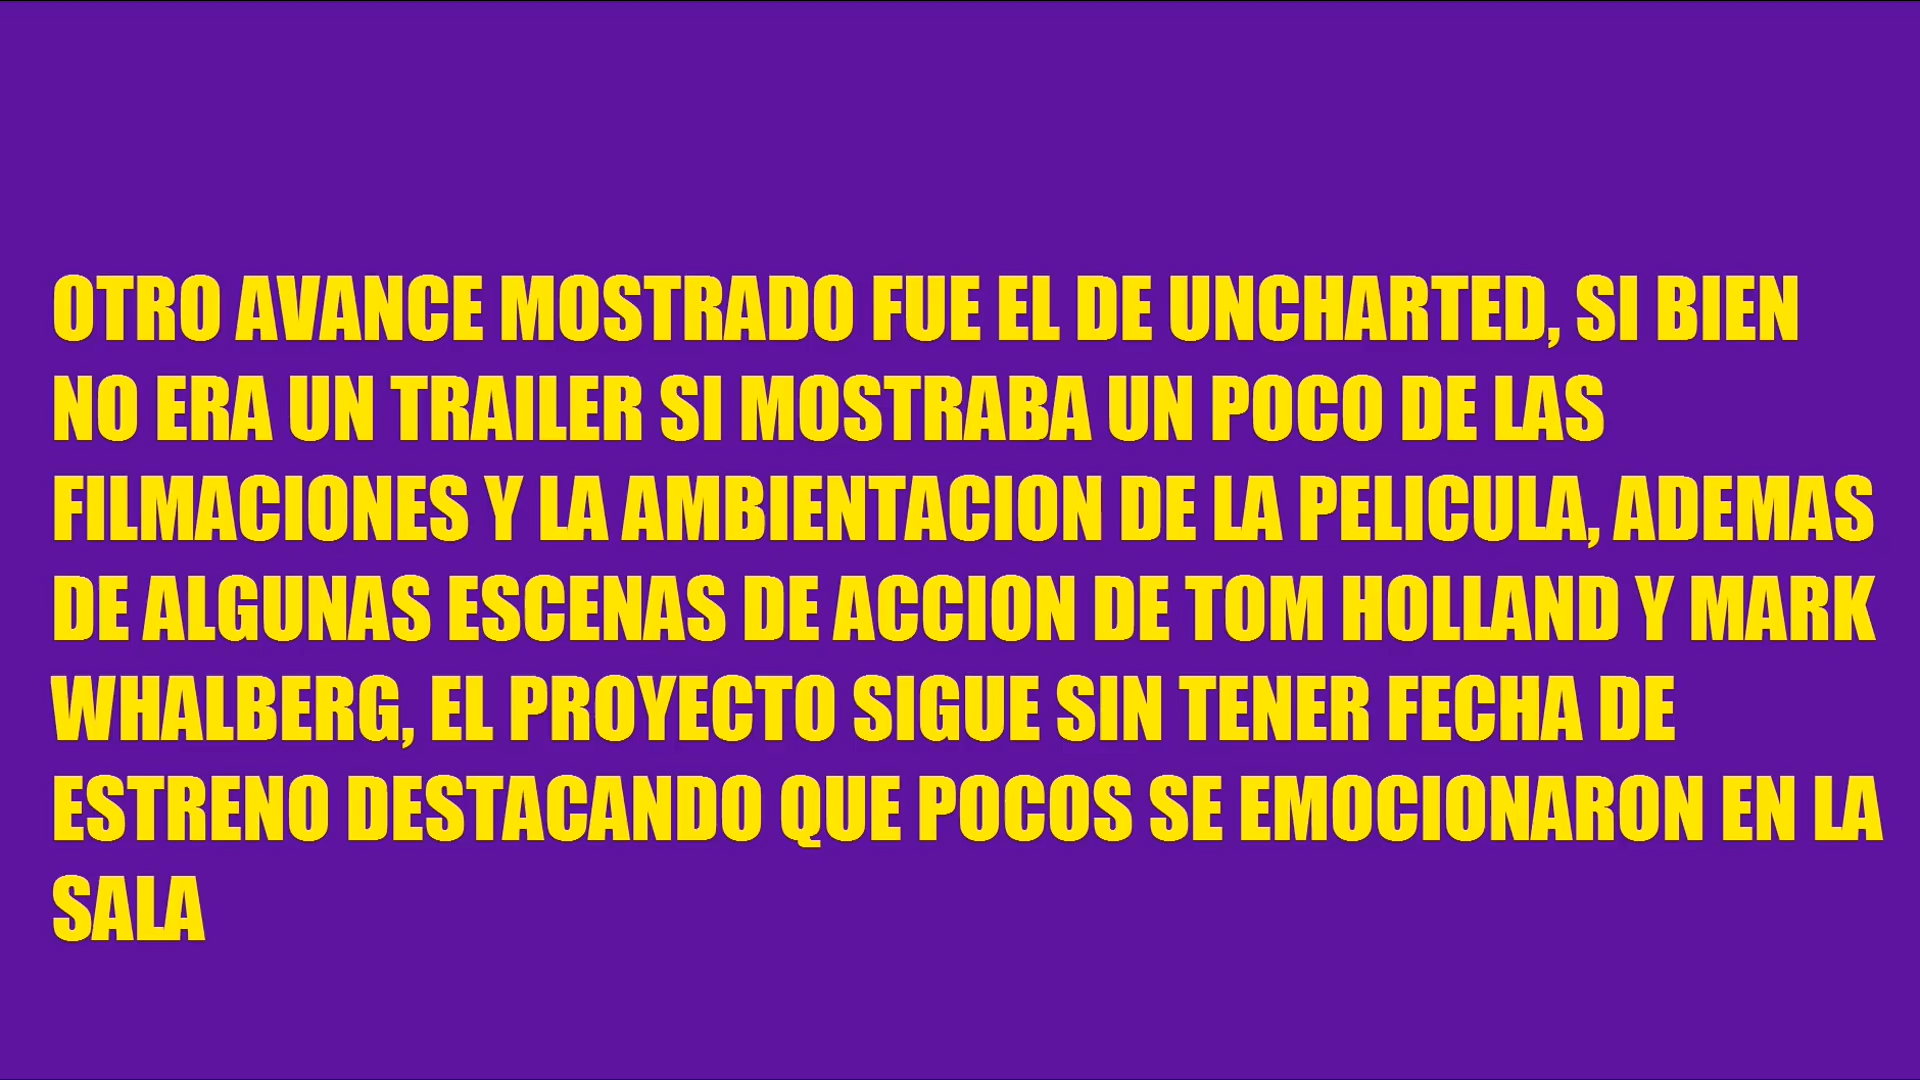 OTRO AVANCE MOSTRADO FUE EL DE UNCHARTED, SI BIEN
NO ERA UN TRAILER SI MOSTRABA UN POCO DE LAS
FILMACIONES Y LA AMBIENTACION DE LA PELICULA, ADEMAS
DE ALGUNAS ESCENAS DE ACCION DE TOM HOLLAND Y MARK
WHALBERG, EL PROYECTO SIGUE SIN TENER FECHA DE
ESTRENO DESTACANDO QUE POCOS SE EMOCIONARON EN LA
SALA